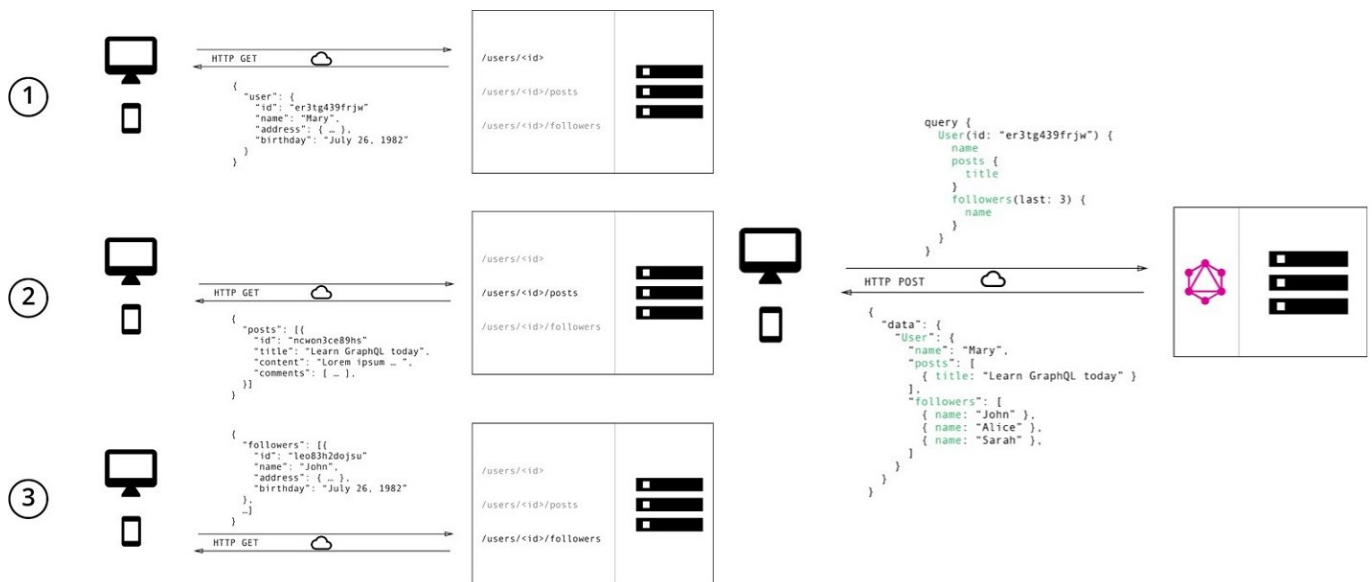 1
HTTP GET
{
"user": {
"id": "er3tg439frjw"
"name": "Mary",
"address": { … },
"birthday": "July 26, 1982"
}
}
/users/<id>
/users/<id>/posts
/users/<id>/followers
2
HTTP GET
{
"posts": [{
"id": "ncwon3ce89hs"
"title": "Learn GraphQL today",
"content": "Lorem ipsum … ",
"comments": [ … ],
}]
}
/users/<id>
/users/<id>/posts
/users/<id>/followers
3
{
"followers": [{
"id": "leo83h2dojsu"
"name": "John",
"address": { … },
"birthday": "July 26, 1982"
},
…]
}
HTTP GET
/users/<id>
/users/<id>/posts
/users/<id>/followers
query {
User(id: "er3tg439frjw") {
name
posts {
title
}
followers(last: 3) {
name
}
}
}
HTTP POST
{
"data": {
"User": {
"name": "Mary",
"posts": [
{ title: "Learn GraphQL today" }
],
"followers": [
{ name: "John" },
{ name: "Alice" },
{ name: "Sarah" },
]
}
}
}